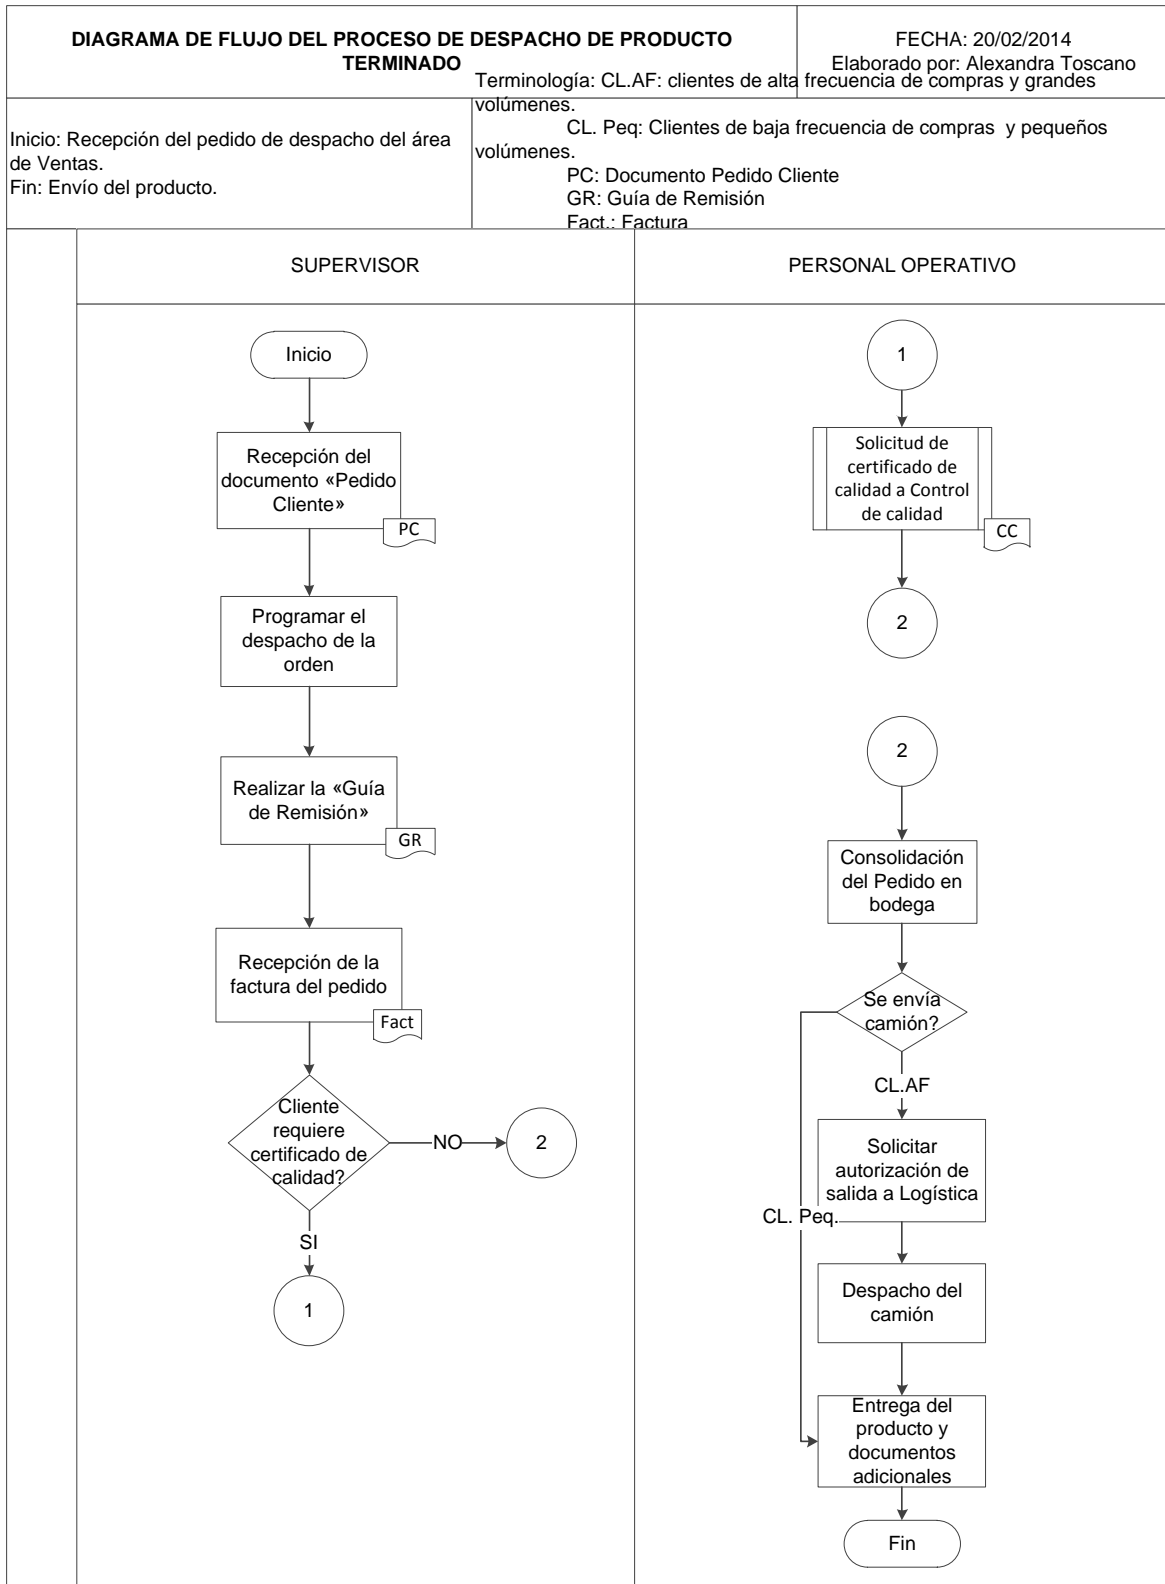 DIAGRAMA DE FLUJO DEL PROCESO DE DESPACHO DE PRODUCTO
TERMINADO
FECHA: 20/02/2014
Elaborado por: Alexandra Toscano
Inicio: Recepción del pedido de despacho del área
de Ventas.
Fin: Envío del producto.
Terminología: CL.AF: clientes de alta frecuencia de compras y grandes
volúmenes.
CL. Peq: Clientes de baja frecuencia de compras  y pequeños
volúmenes.
PC: Documento Pedido Cliente
GR: Guía de Remisión
Fact.: Factura
SUPERVISOR
Inicio
Recepción del
documento «Pedido
Cliente»
PC
Programar el
despacho de la
orden
Realizar la «Guía
de Remisión»
GR
Recepción de la
factura del pedido
Fact
Cliente
requiere
certificado de
calidad?
NO
2
SI
1
PERSONAL OPERATIVO
1
Solicitud de
certificado de
calidad a Control
de calidad
CC
2
2
Consolidación
del Pedido en
bodega
Se envía
camión?
CL.AF
Solicitar
autorización de
salida a Logística
CL. Peq.
Despacho del
camión
Entrega del
producto y
documentos
adicionales
Fin